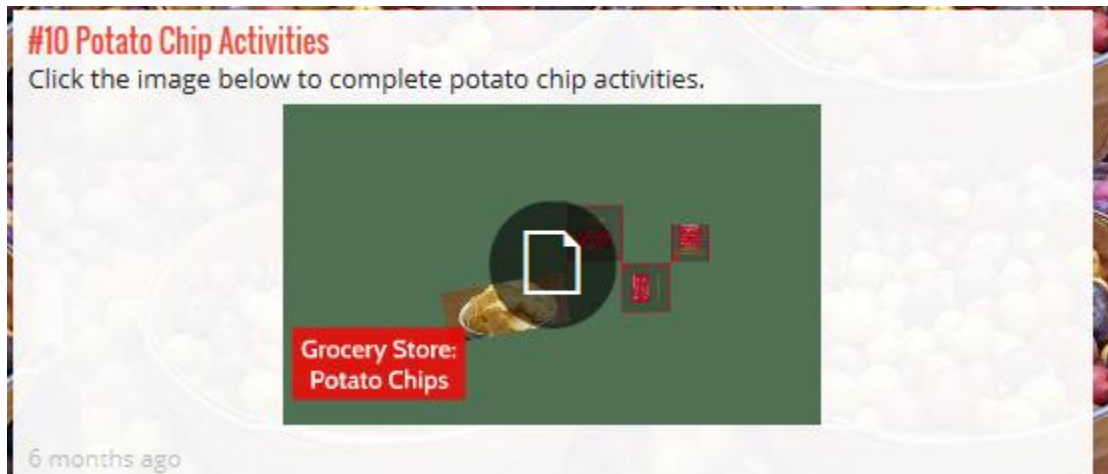 #10 Potato Chip Activities
Click the image below to complete potato chip activities.
Grocery Store:
Potato Chips
6 months ago